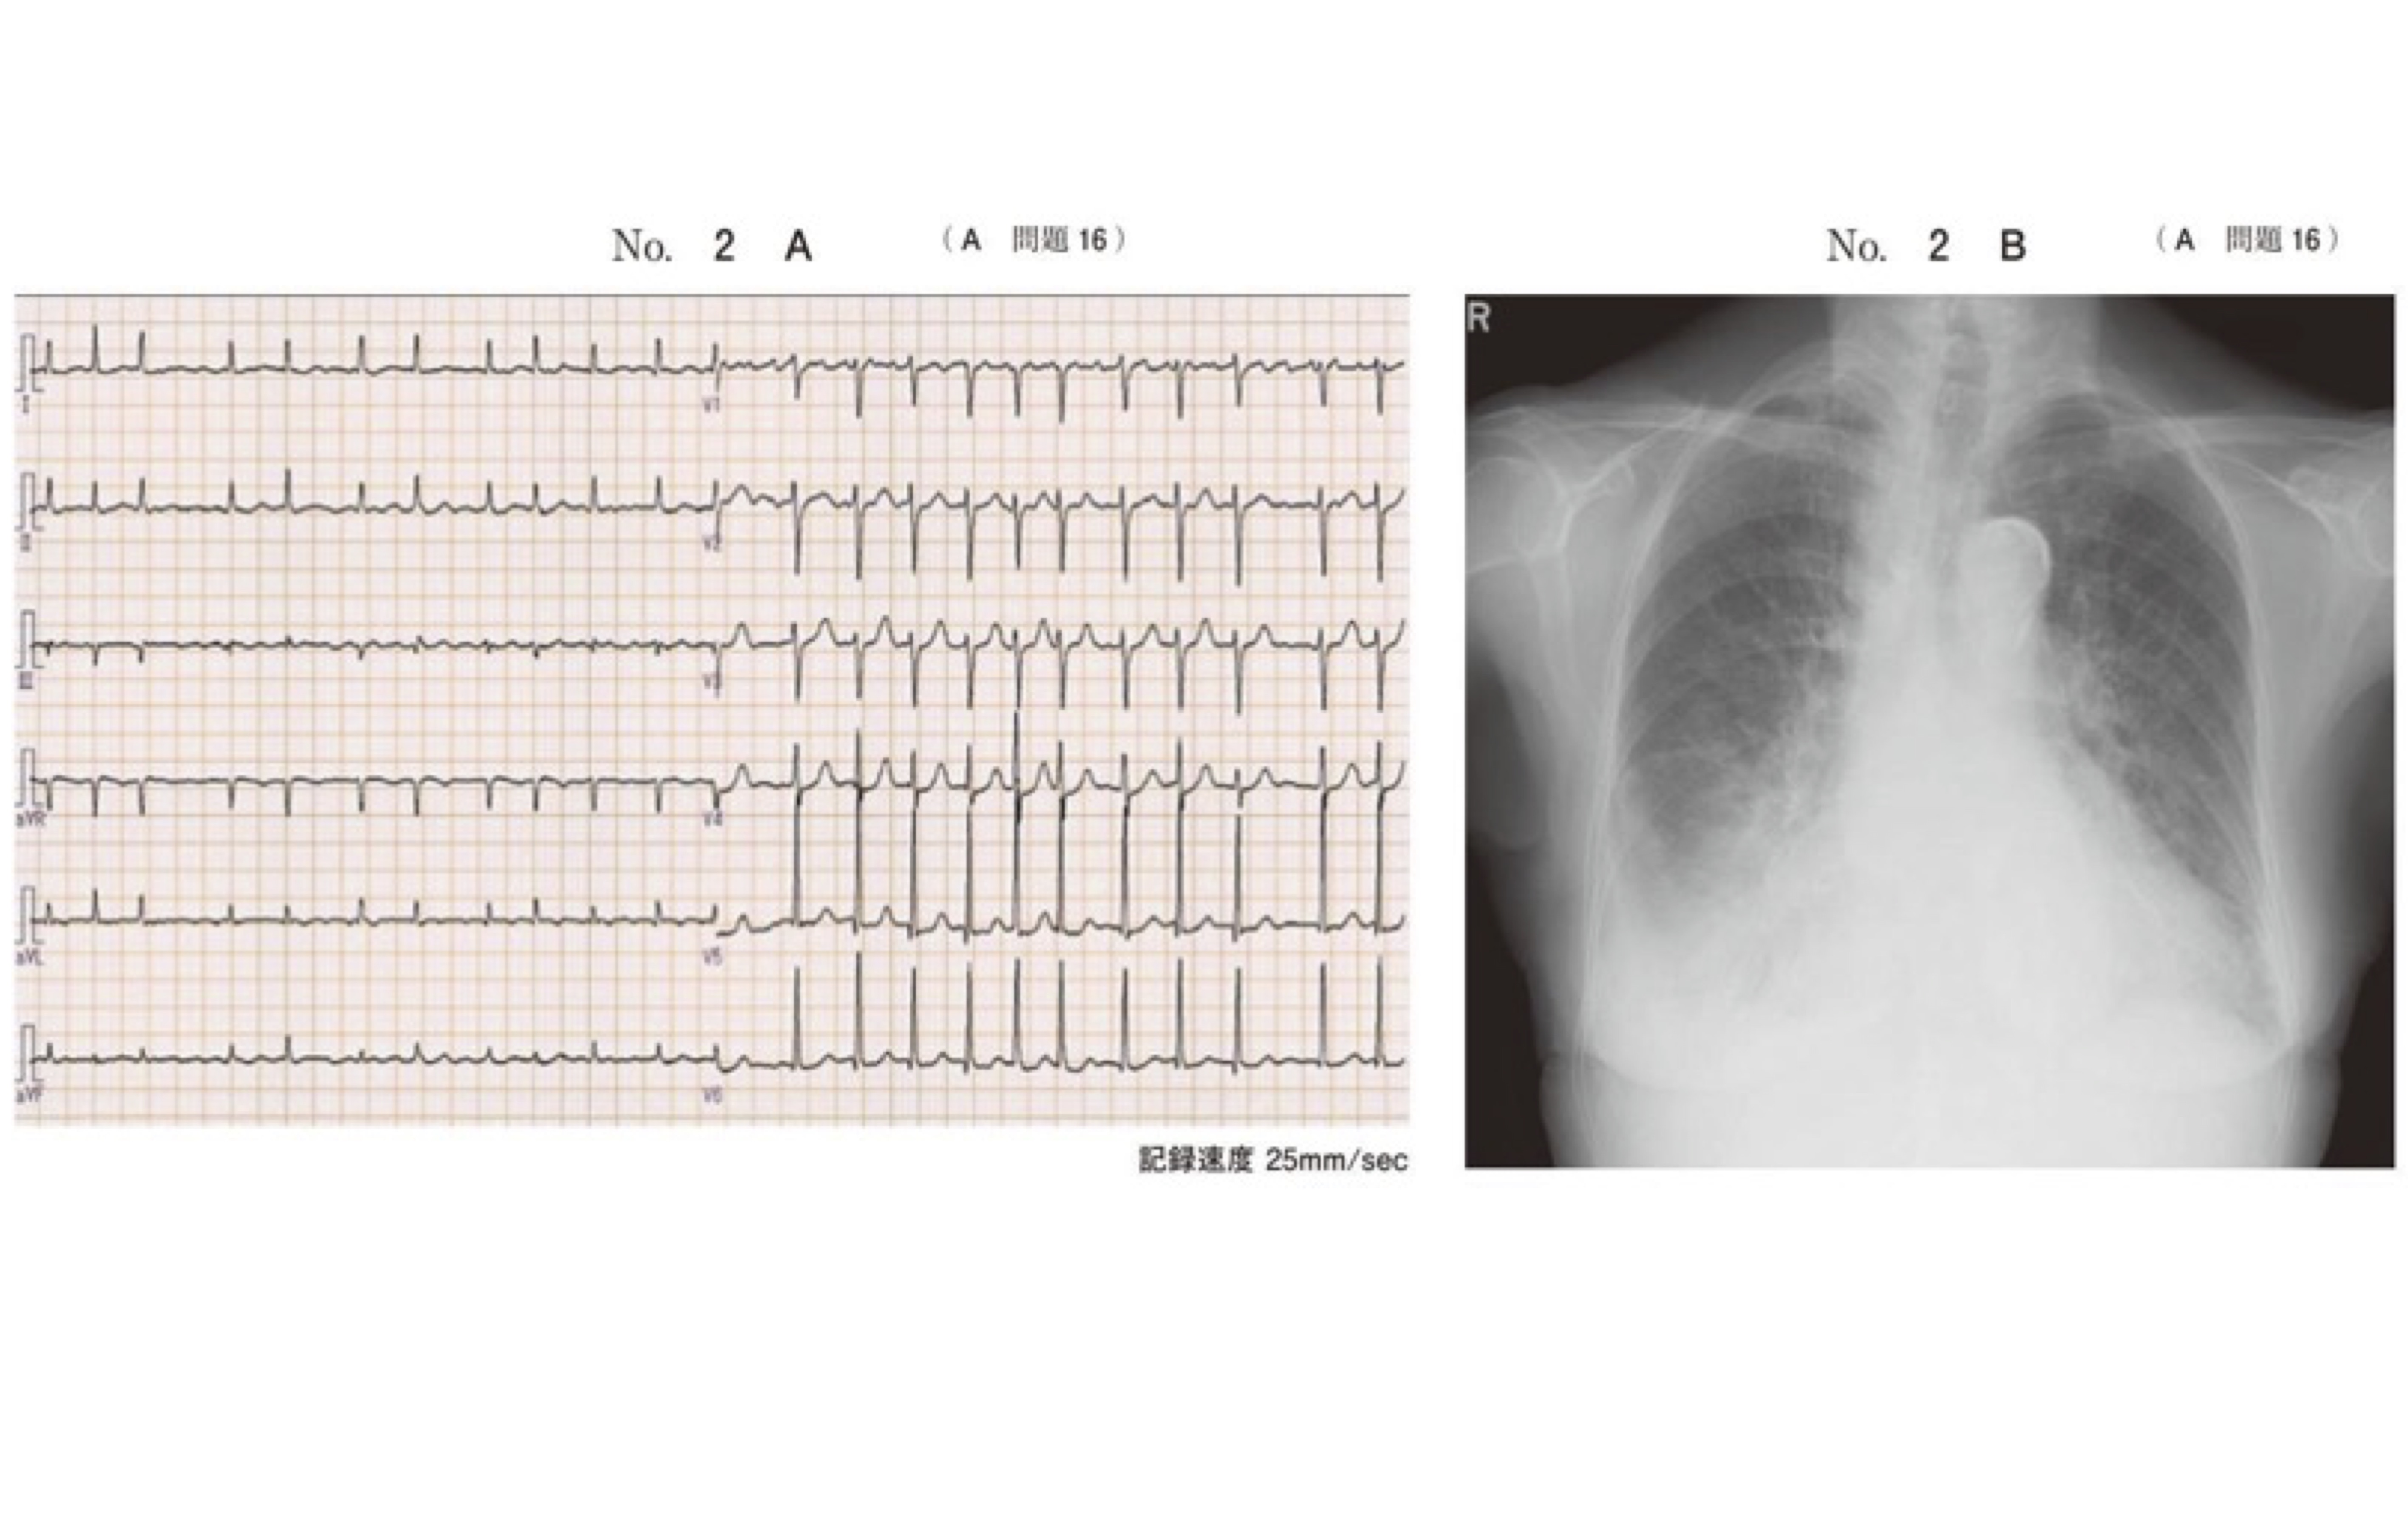 No. 2 A （A 問題 16）
I
II
III
aVR
aVL
aVF
V1
V2
V3
V4
V5
V6
記録速度 25mm/sec
No. 2 B （A 問題 16）
R